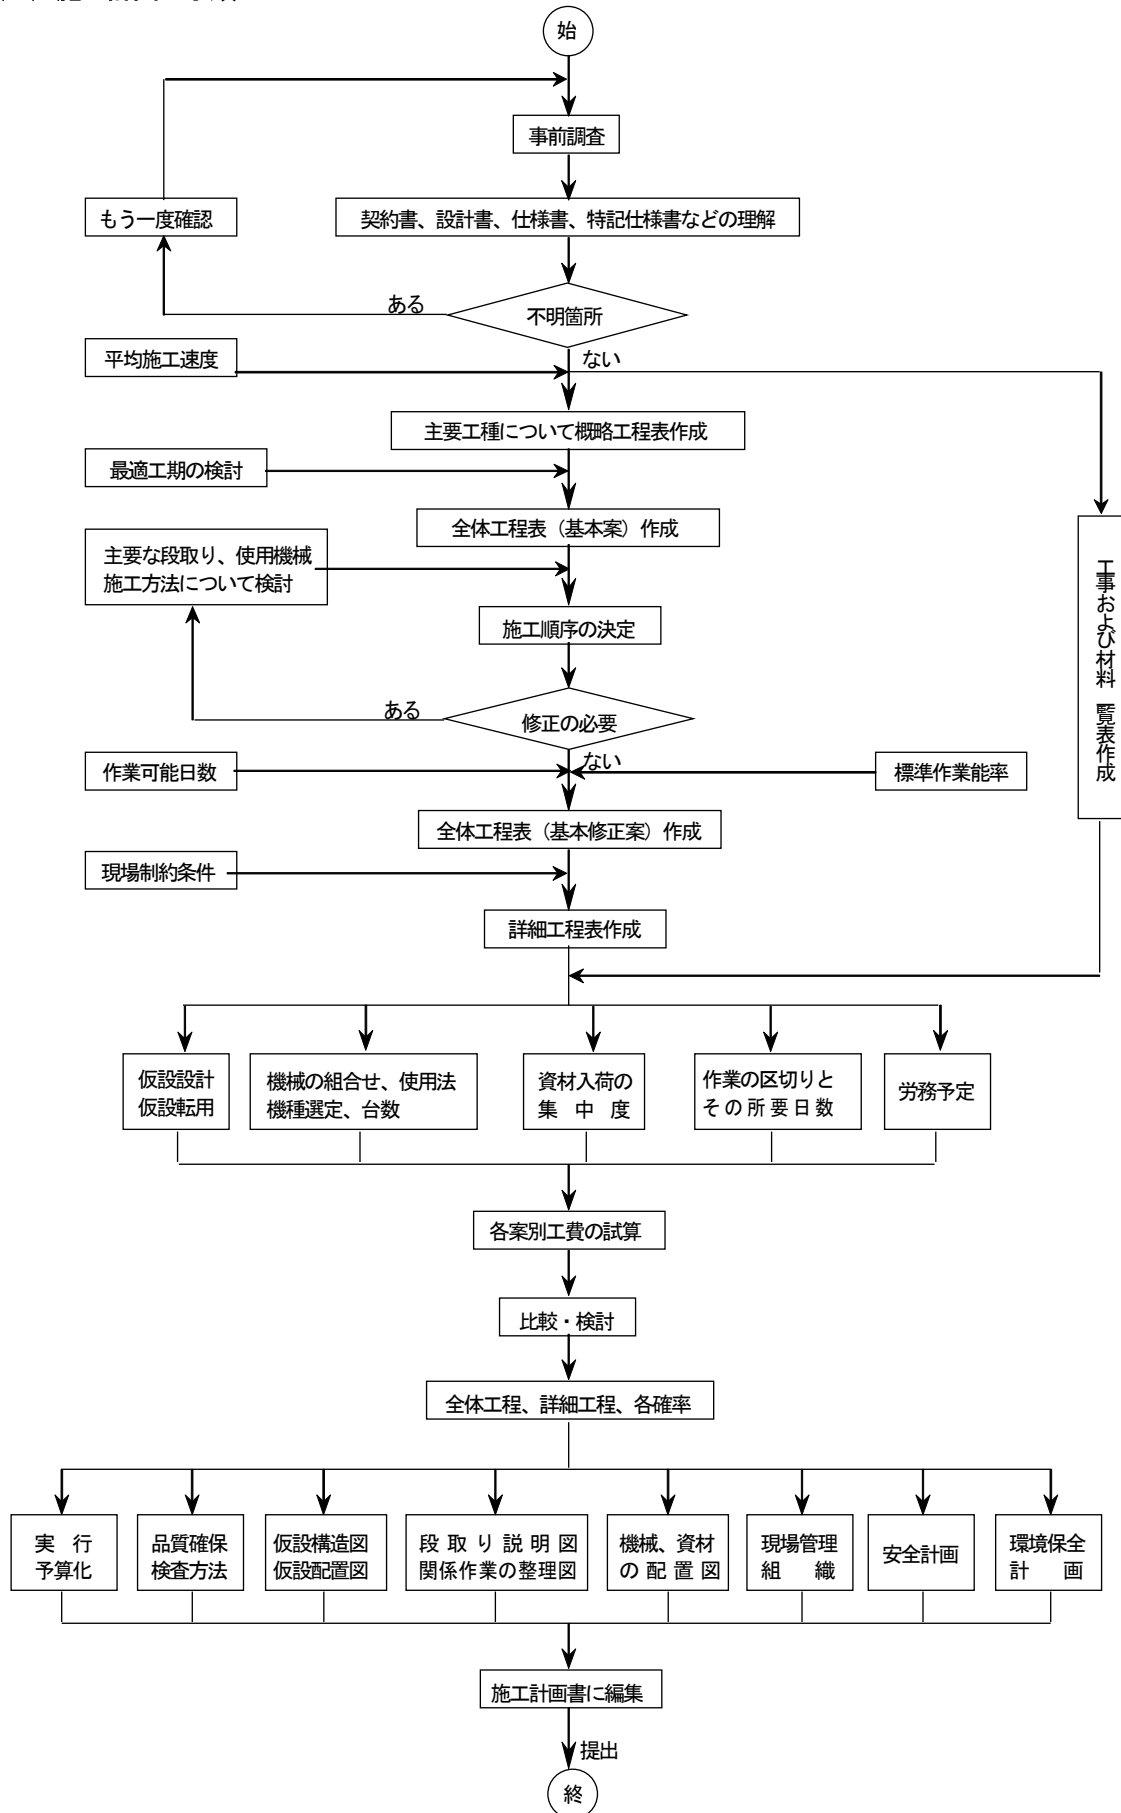 始
事前調査
もう一度確認
契約書、設計書、仕様書、特記仕様書などの理解
ある
不明箇所
平均施工速度
ない
主要工種について概略工程表作成
最適工期の検討
全体工程表（基本案）作成
主要な段取り、使用機械
施工方法について検討
工事および材料 覧表作成
施工順序の決定
ある
修正の必要
作業可能日数
ない
標準作業能率
全体工程表（基本修正案）作成
現場制約条件
詳細工程表作成
仮設設計
仮設転用
機械の組合せ、使用法
機種選定、台数
資材入荷の
集中度
作業の区切りと
その所要日数
労務予定
各案別工費の試算
比較・検討
全体工程、詳細工程、各確率
実行
予算化
品質確保
検査方法
仮設構造図
仮設配置図
段取り説明図
関係作業の整理図
機械、資材
の配置図
現場管理
組織
安全計画
環境保全
計画
施工計画書に編集
提出
終